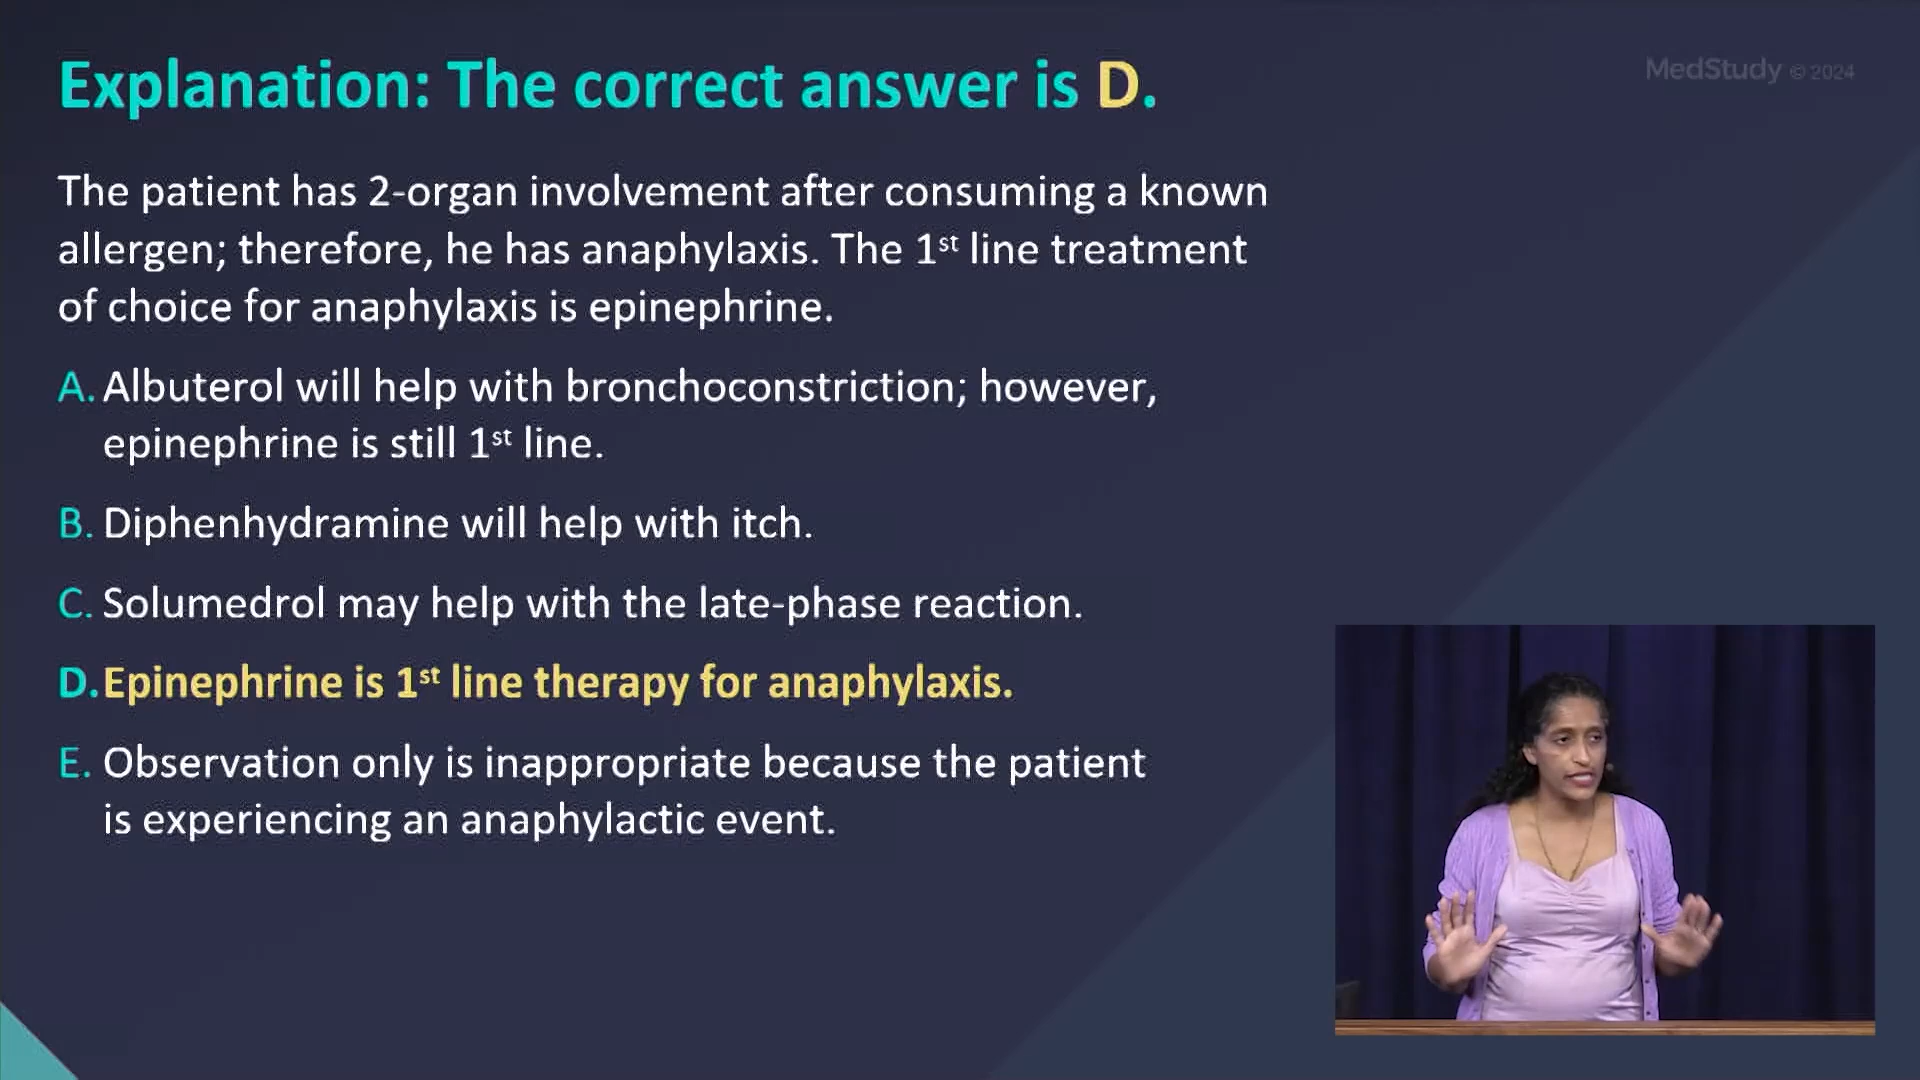 Explanation: The correct answer is D.
MedStudy © 2024
The patient has 2-organ involvement after consuming a known
allergen; therefore, he has anaphylaxis. The 1st line treatment
of choice for anaphylaxis is epinephrine.
A. Albuterol will help with bronchoconstriction; however,
epinephrine is still 1st line.
B. Diphenhydramine will help with itch.
C. Solumedrol may help with the late-phase reaction.
D. Epinephrine is 1st line therapy for anaphylaxis.
E. Observation only is inappropriate because the patient
is experiencing an anaphylactic event.